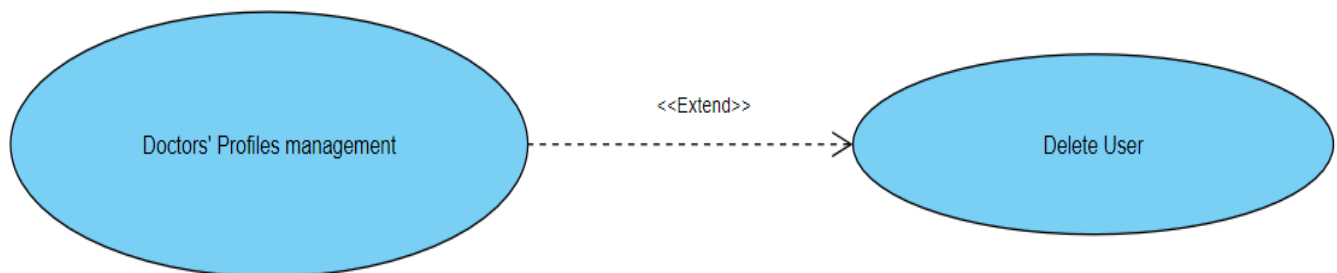 <<Extend>>
Doctors' Profiles management
Delete User